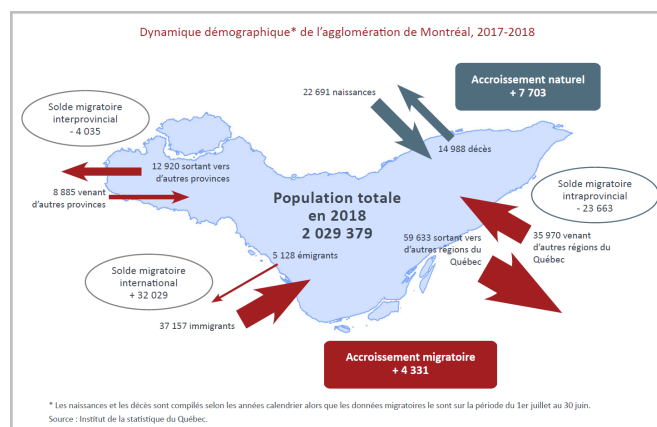 Dynamique démographique* de l'agglomération de Montréal, 2017-2018
Accroissement naturel
+ 7 703
22 691 naissances
14 988 décès
Solde migratoire
interprovincial
- 4 035
12 920 sortant vers
d'autres provinces
8 885 venant
d'autres provinces
Population totale
en 2018
2 029 379
Solde migratoire
intraprovincial
- 23 663
35 970 venant
d'autres régions du
Québec
59 633 sortant vers
d'autres régions du
Québec
5 128 émigrants
Solde migratoire
international
+ 32 029
37 157 immigrants
Accroissement migratoire
+ 4 331
* Les naissances et les décès sont compilés selon les années calendrier alors que les données migratoires le sont sur la période du 1er juillet au 30 juin.
Source : Institut de la statistique du Québec.